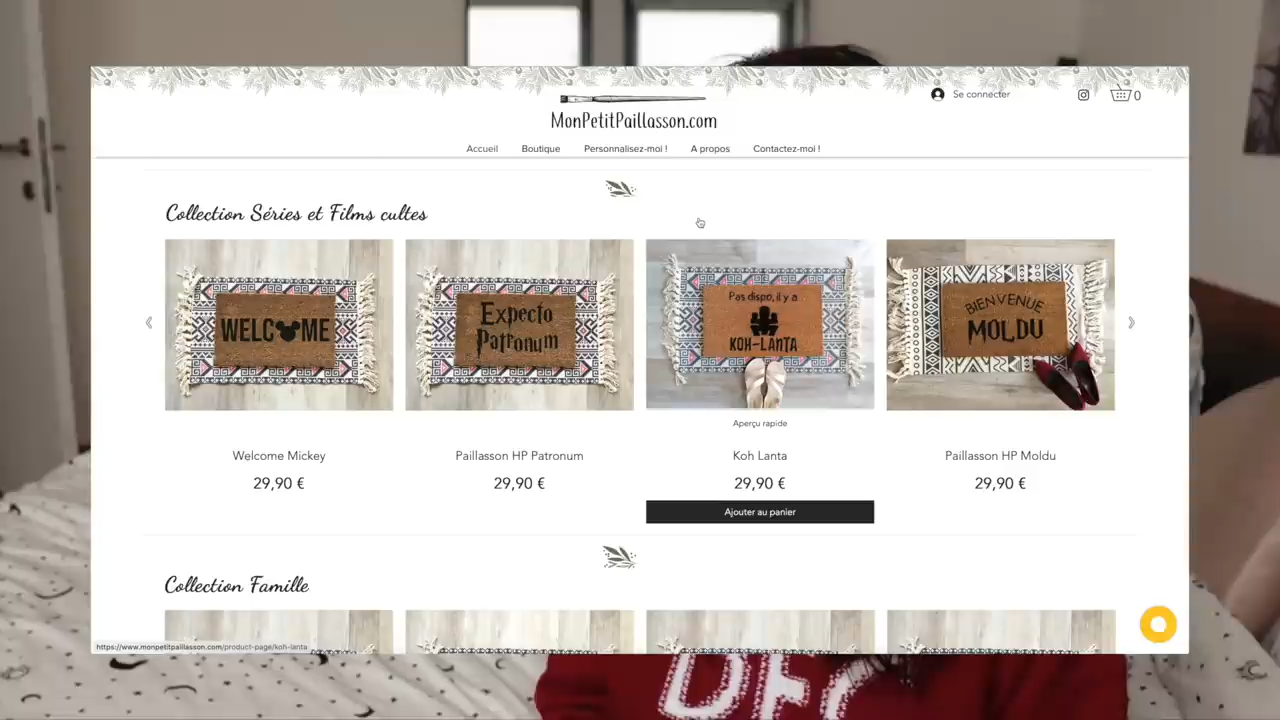 MonPetitPaillasson.com
Se connecter
0
Accueil
Boutique
Personnalisez-moi !
A propos
Contactez-moi !
Collection Séries et Films cultes
WELC ME
Expecto
Patronum
Pas dispo, il y a
KOH-LANTA
BIENVENUE
MOLDU
Aperçu rapide
Welcome Mickey
Paillasson HP Patronum
Koh Lanta
Paillasson HP Moldu
29,90 €
29,90 €
29,90 €
29,90 €
Ajouter au panier
Collection Famille
https://www.monpetitpaillasson.com/product-page/koh-lanta